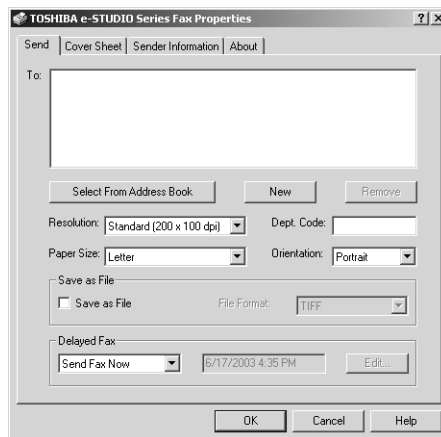 TOSHIBA e-STUDIO Series Fax Properties
Send Cover Sheet Sender Information About
To:
Select From Address Book New Remove
Resolution: Standard (200 x 100 dpi) Dept. Code:
Paper Size: Letter Orientation: Portrait
Save as File
Save as File File Format: TIFF
Delayed Fax
Send Fax Now 6/17/2003 4:35 PM Edit...
OK Cancel Help